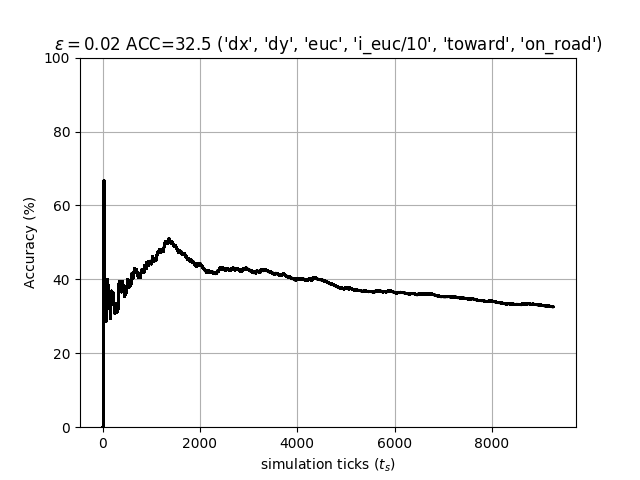 ε = 0.02 ACC=32.5 ('dx', 'dy', 'euc', 'i_euc/10', 'toward', 'on_road')
100
80
60
40
20
0
Accuracy (%)
0 2000 4000 6000 8000
simulation ticks (tₛ)